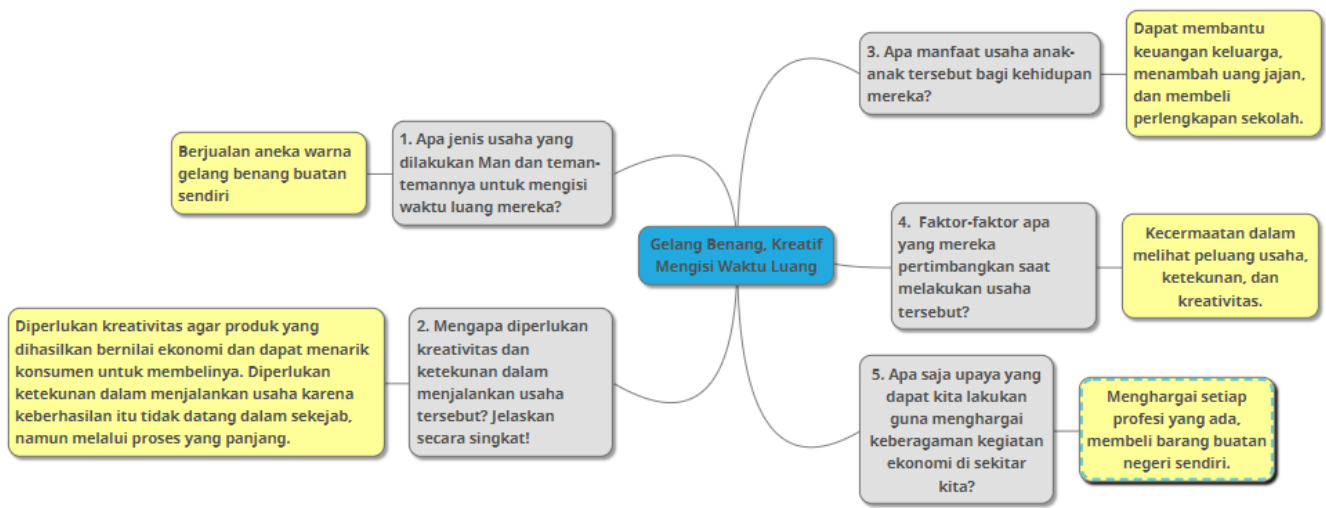 Gelang Benang, Kreatif
Mengisi Waktu Luang
1. Apa jenis usaha yang
dilakukan Man dan teman-
temannya untuk mengisi
waktu luang mereka?
Berjualan aneka warna
gelang benang buatan
sendiri
2. Mengapa diperlukan
kreativitas dan
ketekunan dalam
menjalankan usaha
tersebut? Jelaskan
secara singkat!
Diperlukan kreativitas agar produk yang
dihasilkan bernilai ekonomi dan dapat menarik
konsumen untuk membelinya. Diperlukan
ketekunan dalam menjalankan usaha karena
keberhasilan itu tidak datang dalam sekejab,
namun melalui proses yang panjang.
3. Apa manfaat usaha anak-
anak tersebut bagi kehidupan
mereka?
Dapat membantu
keuangan keluarga,
menambah uang jajan,
dan membeli
perlengkapan sekolah.
4. Faktor-faktor apa
yang mereka
pertimbangkan saat
melakukan usaha
tersebut?
Kecermaatan dalam
melihat peluang usaha,
ketekunan, dan
kreativitas.
5. Apa saja upaya yang
dapat kita lakukan
guna menghargai
keberagaman kegiatan
ekonomi di sekitar
kita?
Menghargai setiap
profesi yang ada,
membeli barang buatan
negeri sendiri.